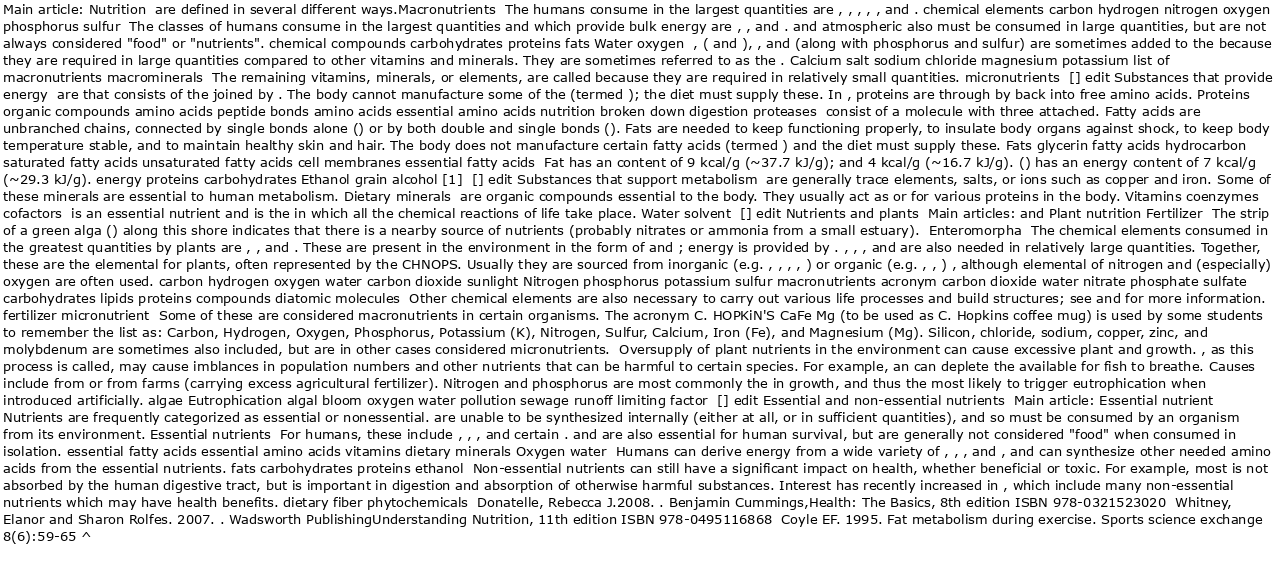 Main article: Nutrition  are defined in several different ways.Macronutrients  The humans consume in the largest quantities are , , , , , and . chemical elements carbon hydrogen nitrogen oxygen
phosphorus sulfur  The classes of humans consume in the largest quantities and which provide bulk energy are , , and . and atmospheric also must be consumed in large quantities, but are not
always considered "food" or "nutrients". chemical compounds carbohydrates proteins fats Water oxygen  , ( and ), , and (along with phosphorus and sulfur) are sometimes added to the because
they are required in large quantities compared to other vitamins and minerals. They are sometimes referred to as the . Calcium salt sodium chloride magnesium potassium list of
macronutrients macrominerals  The remaining vitamins, minerals, or elements, are called because they are required in relatively small quantities. micronutrients  [] edit Substances that provide
energy  are that consists of the joined by . The body cannot manufacture some of the (termed ); the diet must supply these. In , proteins are through by back into free amino acids. Proteins
organic compounds amino acids peptide bonds amino acids essential amino acids nutrition broken down digestion proteases  consist of a molecule with three attached. Fatty acids are
unbranched chains, connected by single bonds alone () or by both double and single bonds (). Fats are needed to keep functioning properly, to insulate body organs against shock, to keep body
temperature stable, and to maintain healthy skin and hair. The body does not manufacture certain fatty acids (termed ) and the diet must supply these. Fats glycerin fatty acids hydrocarbon
saturated fatty acids unsaturated fatty acids cell membranes essential fatty acids  Fat has an content of 9 kcal/g (~37.7 kJ/g); and 4 kcal/g (~16.7 kJ/g). () has an energy content of 7 kcal/g
(~29.3 kJ/g). energy proteins carbohydrates Ethanol grain alcohol [1]  [] edit Substances that support metabolism  are generally trace elements, salts, or ions such as copper and iron. Some of
these minerals are essential to human metabolism. Dietary minerals  are organic compounds essential to the body. They usually act as or for various proteins in the body. Vitamins coenzymes
cofactors  is an essential nutrient and is the in which all the chemical reactions of life take place. Water solvent  [] edit Nutrients and plants  Main articles: and Plant nutrition Fertilizer  The strip
of a green alga () along this shore indicates that there is a nearby source of nutrients (probably nitrates or ammonia from a small estuary).  Enteromorpha  The chemical elements consumed in
the greatest quantities by plants are , , and . These are present in the environment in the form of and ; energy is provided by . , , , and are also needed in relatively large quantities. Together,
these are the elemental for plants, often represented by the CHNOPS. Usually they are sourced from inorganic (e.g. , , , , ) or organic (e.g. , , ) , although elemental of nitrogen and (especially)
oxygen are often used. carbon hydrogen oxygen water carbon dioxide sunlight Nitrogen phosphorus potassium sulfur macronutrients acronym carbon dioxide water nitrate phosphate sulfate
carbohydrates lipids proteins compounds diatomic molecules  Other chemical elements are also necessary to carry out various life processes and build structures; see and for more information.
fertilizer micronutrient  Some of these are considered macronutrients in certain organisms. The acronym C. HOPKiN'S CaFe Mg (to be used as C. Hopkins coffee mug) is used by some students
to remember the list as: Carbon, Hydrogen, Oxygen, Phosphorus, Potassium (K), Nitrogen, Sulfur, Calcium, Iron (Fe), and Magnesium (Mg). Silicon, chloride, sodium, copper, zinc, and
molybdenum are sometimes also included, but are in other cases considered micronutrients.  Oversupply of plant nutrients in the environment can cause excessive plant and growth. , as this
process is called, may cause imblances in population numbers and other nutrients that can be harmful to certain species. For example, an can deplete the available for fish to breathe. Causes
include from or from farms (carrying excess agricultural fertilizer). Nitrogen and phosphorus are most commonly the in growth, and thus the most likely to trigger eutrophication when
introduced artificially. algae Eutrophication algal bloom oxygen water pollution sewage runoff limiting factor  [] edit Essential and non-essential nutrients  Main article: Essential nutrient
Nutrients are frequently categorized as essential or nonessential. are unable to be synthesized internally (either at all, or in sufficient quantities), and so must be consumed by an organism
from its environment. Essential nutrients  For humans, these include , , , and certain . and are also essential for human survival, but are generally not considered "food" when consumed in
isolation. essential fatty acids essential amino acids vitamins dietary minerals Oxygen water  Humans can derive energy from a wide variety of , , , and , and can synthesize other needed amino
acids from the essential nutrients. fats carbohydrates proteins ethanol  Non-essential nutrients can still have a significant impact on health, whether beneficial or toxic. For example, most is not
absorbed by the human digestive tract, but is important in digestion and absorption of otherwise harmful substances. Interest has recently increased in , which include many non-essential
nutrients which may have health benefits. dietary fiber phytochemicals  Donatelle, Rebecca J.2008. . Benjamin Cummings,Health: The Basics, 8th edition ISBN 978-0321523020  Whitney,
Elanor and Sharon Rolfes. 2007. . Wadsworth PublishingUnderstanding Nutrition, 11th edition ISBN 978-0495116868  Coyle EF. 1995. Fat metabolism during exercise. Sports science exchange
8(6):59-65 ^